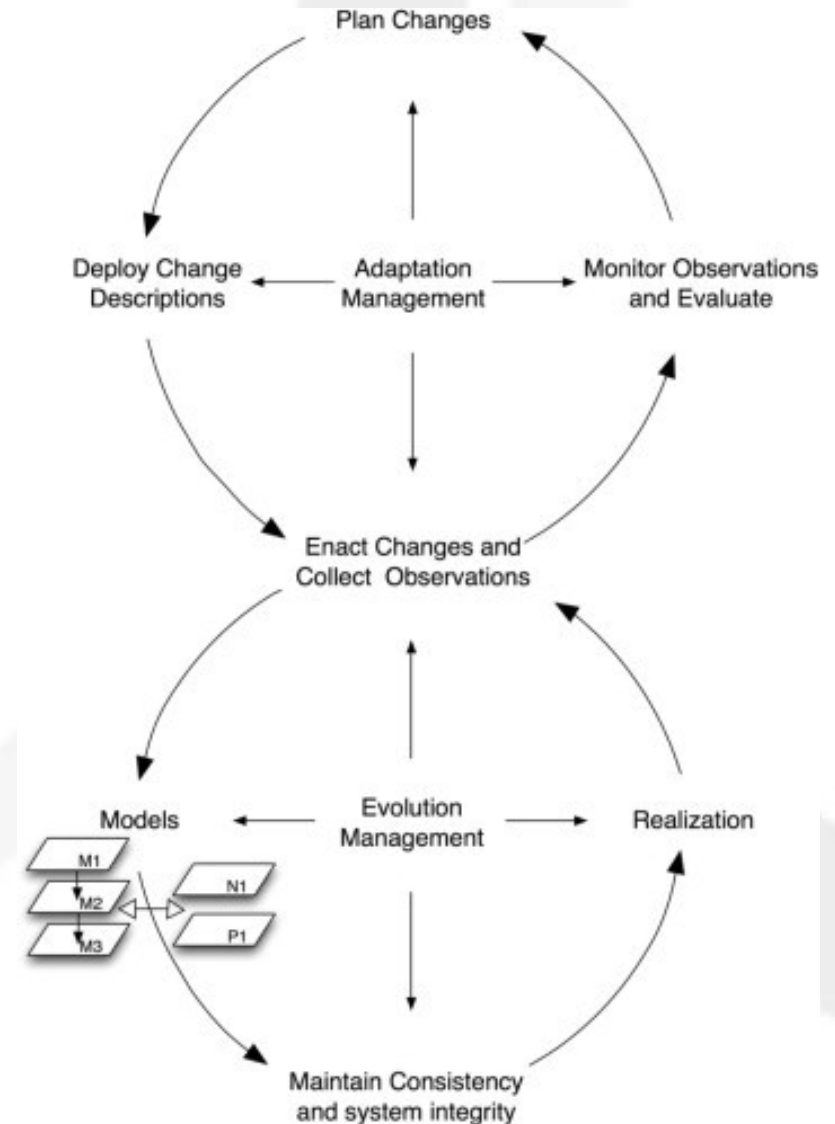 Plan Changes
Deploy Change
Descriptions
Adaptation
Management
Monitor Observations
and Evaluate
Enact Changes and
Collect Observations
Models
Evolution
Management
Realization
M1
M2
M3
N1
P1
Maintain Consistency
and system integrity